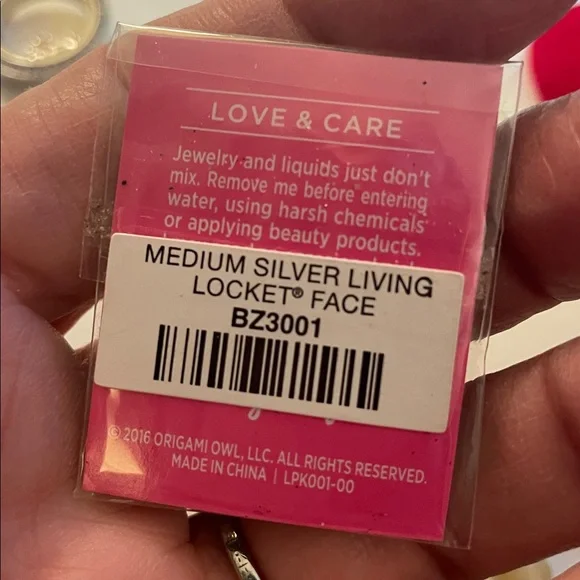 LOVE & CARE
Jewelry and liquids just don't
mix. Remove me before entering
water, using harsh chemicals
or applying beauty products.
MEDIUM SILVER LIVING
LOCKET® FACE
BZ3001
© 2016 ORIGAMI OWL, LLC. ALL RIGHTS RESERVED.
MADE IN CHINA | LPK001-00